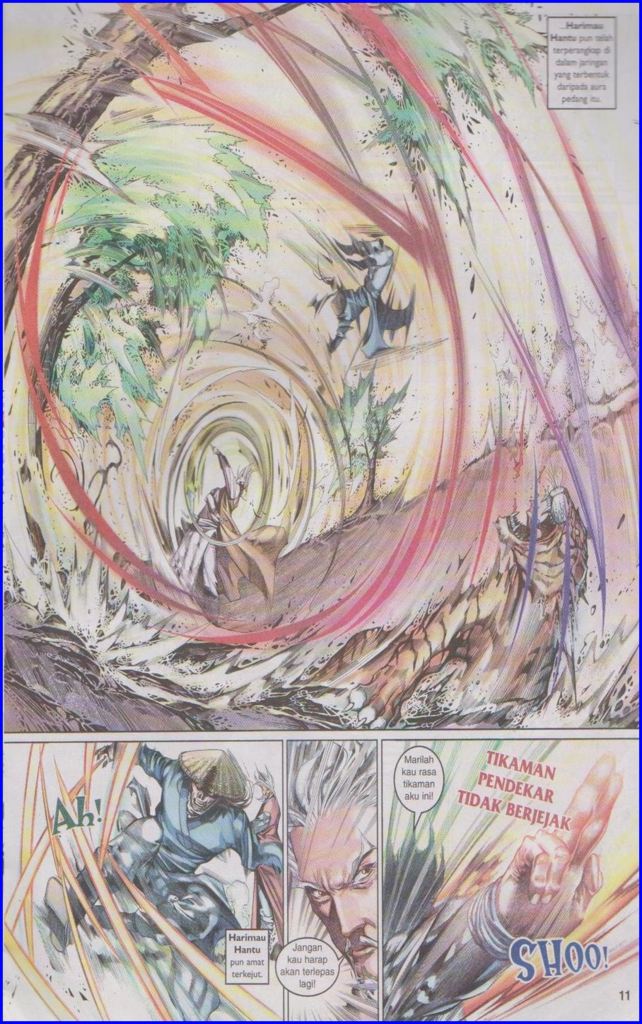 ...Harimau
Hantu pun telah
terperangkap di
dalam jaringan
yang terbentuk
daripada aura
pedang itu.
Ah!
Harimau
Hantu
pun amat
terkejut.
Jangan
kau harap
akan terlepas
lagi!
Marilah
kau rasa
tikaman
aku ini!
TIKAMAN
PENDEKAR
TIDAK BERJEJAK
SHOO!
11